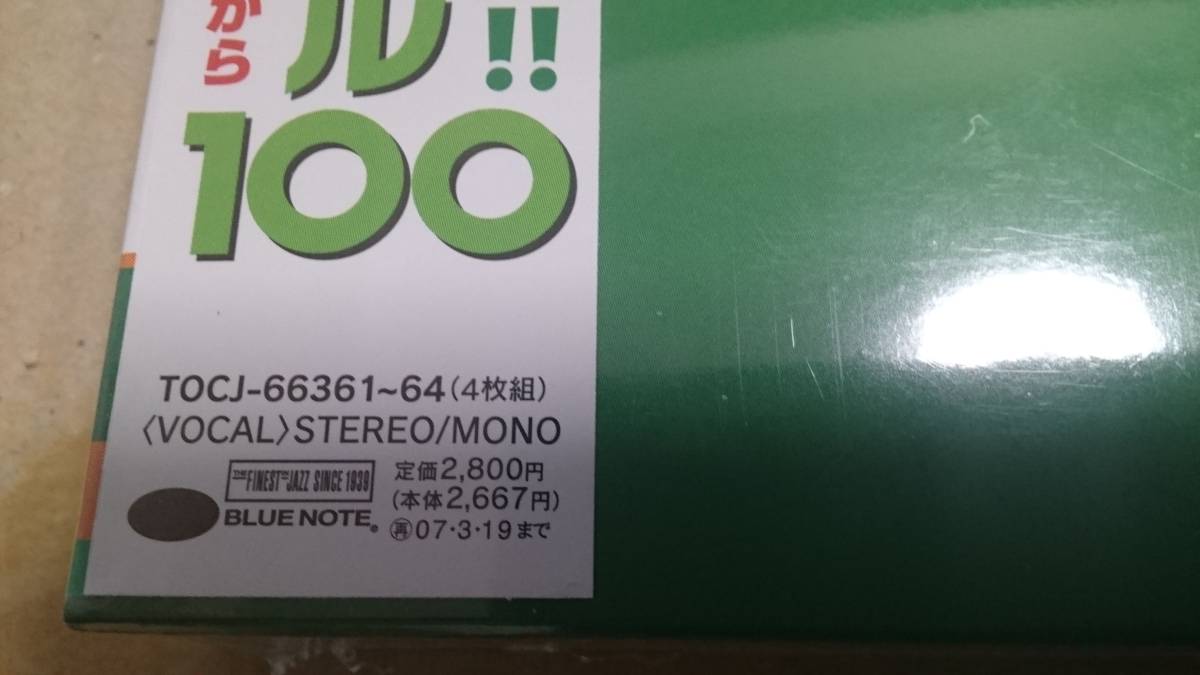 から
ル!!
100
TOCJ-66361~64(4枚組)
〈VOCAL〉STEREO/MONO
THE FINEST IN JAZZ SINCE 1939
BLUE NOTE®
定価2,800円
(本体2,667円)
再07・3・19まで